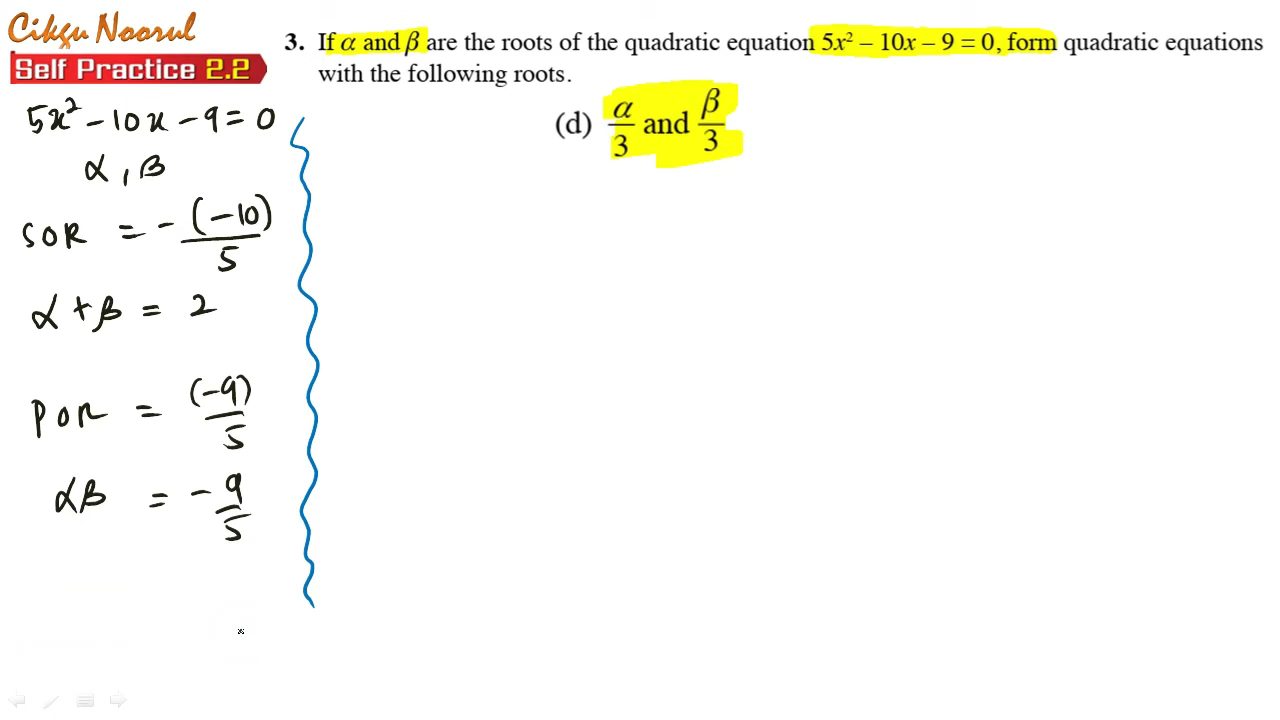 Cikgu Noorul
Self Practice 2.2
3. If α and β are the roots of the quadratic equation 5x² – 10x – 9 = 0, form quadratic equations
with the following roots.
(d) α/3 and β/3
5x² – 10x – 9 = 0
α, β
SOR = – (–10)/5
α + β = 2
POR = (–9)/5
αβ = – 9/5